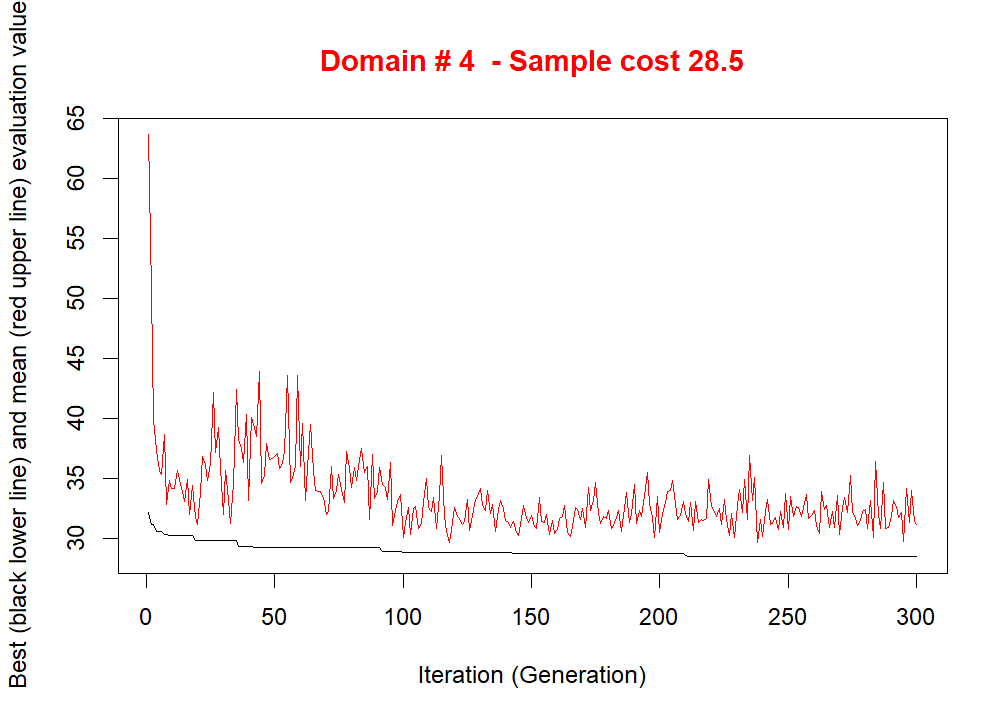 Domain # 4  - Sample cost 28.5
Best (black lower line) and mean (red upper line) evaluation value
65
60
55
50
45
40
35
30
0 50 100 150 200 250 300
Iteration (Generation)